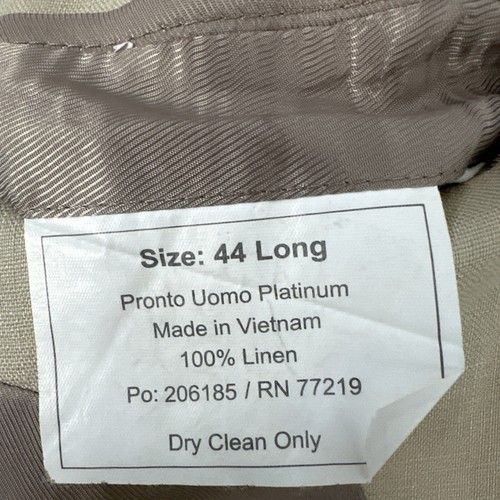 Size: 44 Long
Pronto Uomo Platinum
Made in Vietnam
100% Linen
Po: 206185 / RN 77219
Dry Clean Only